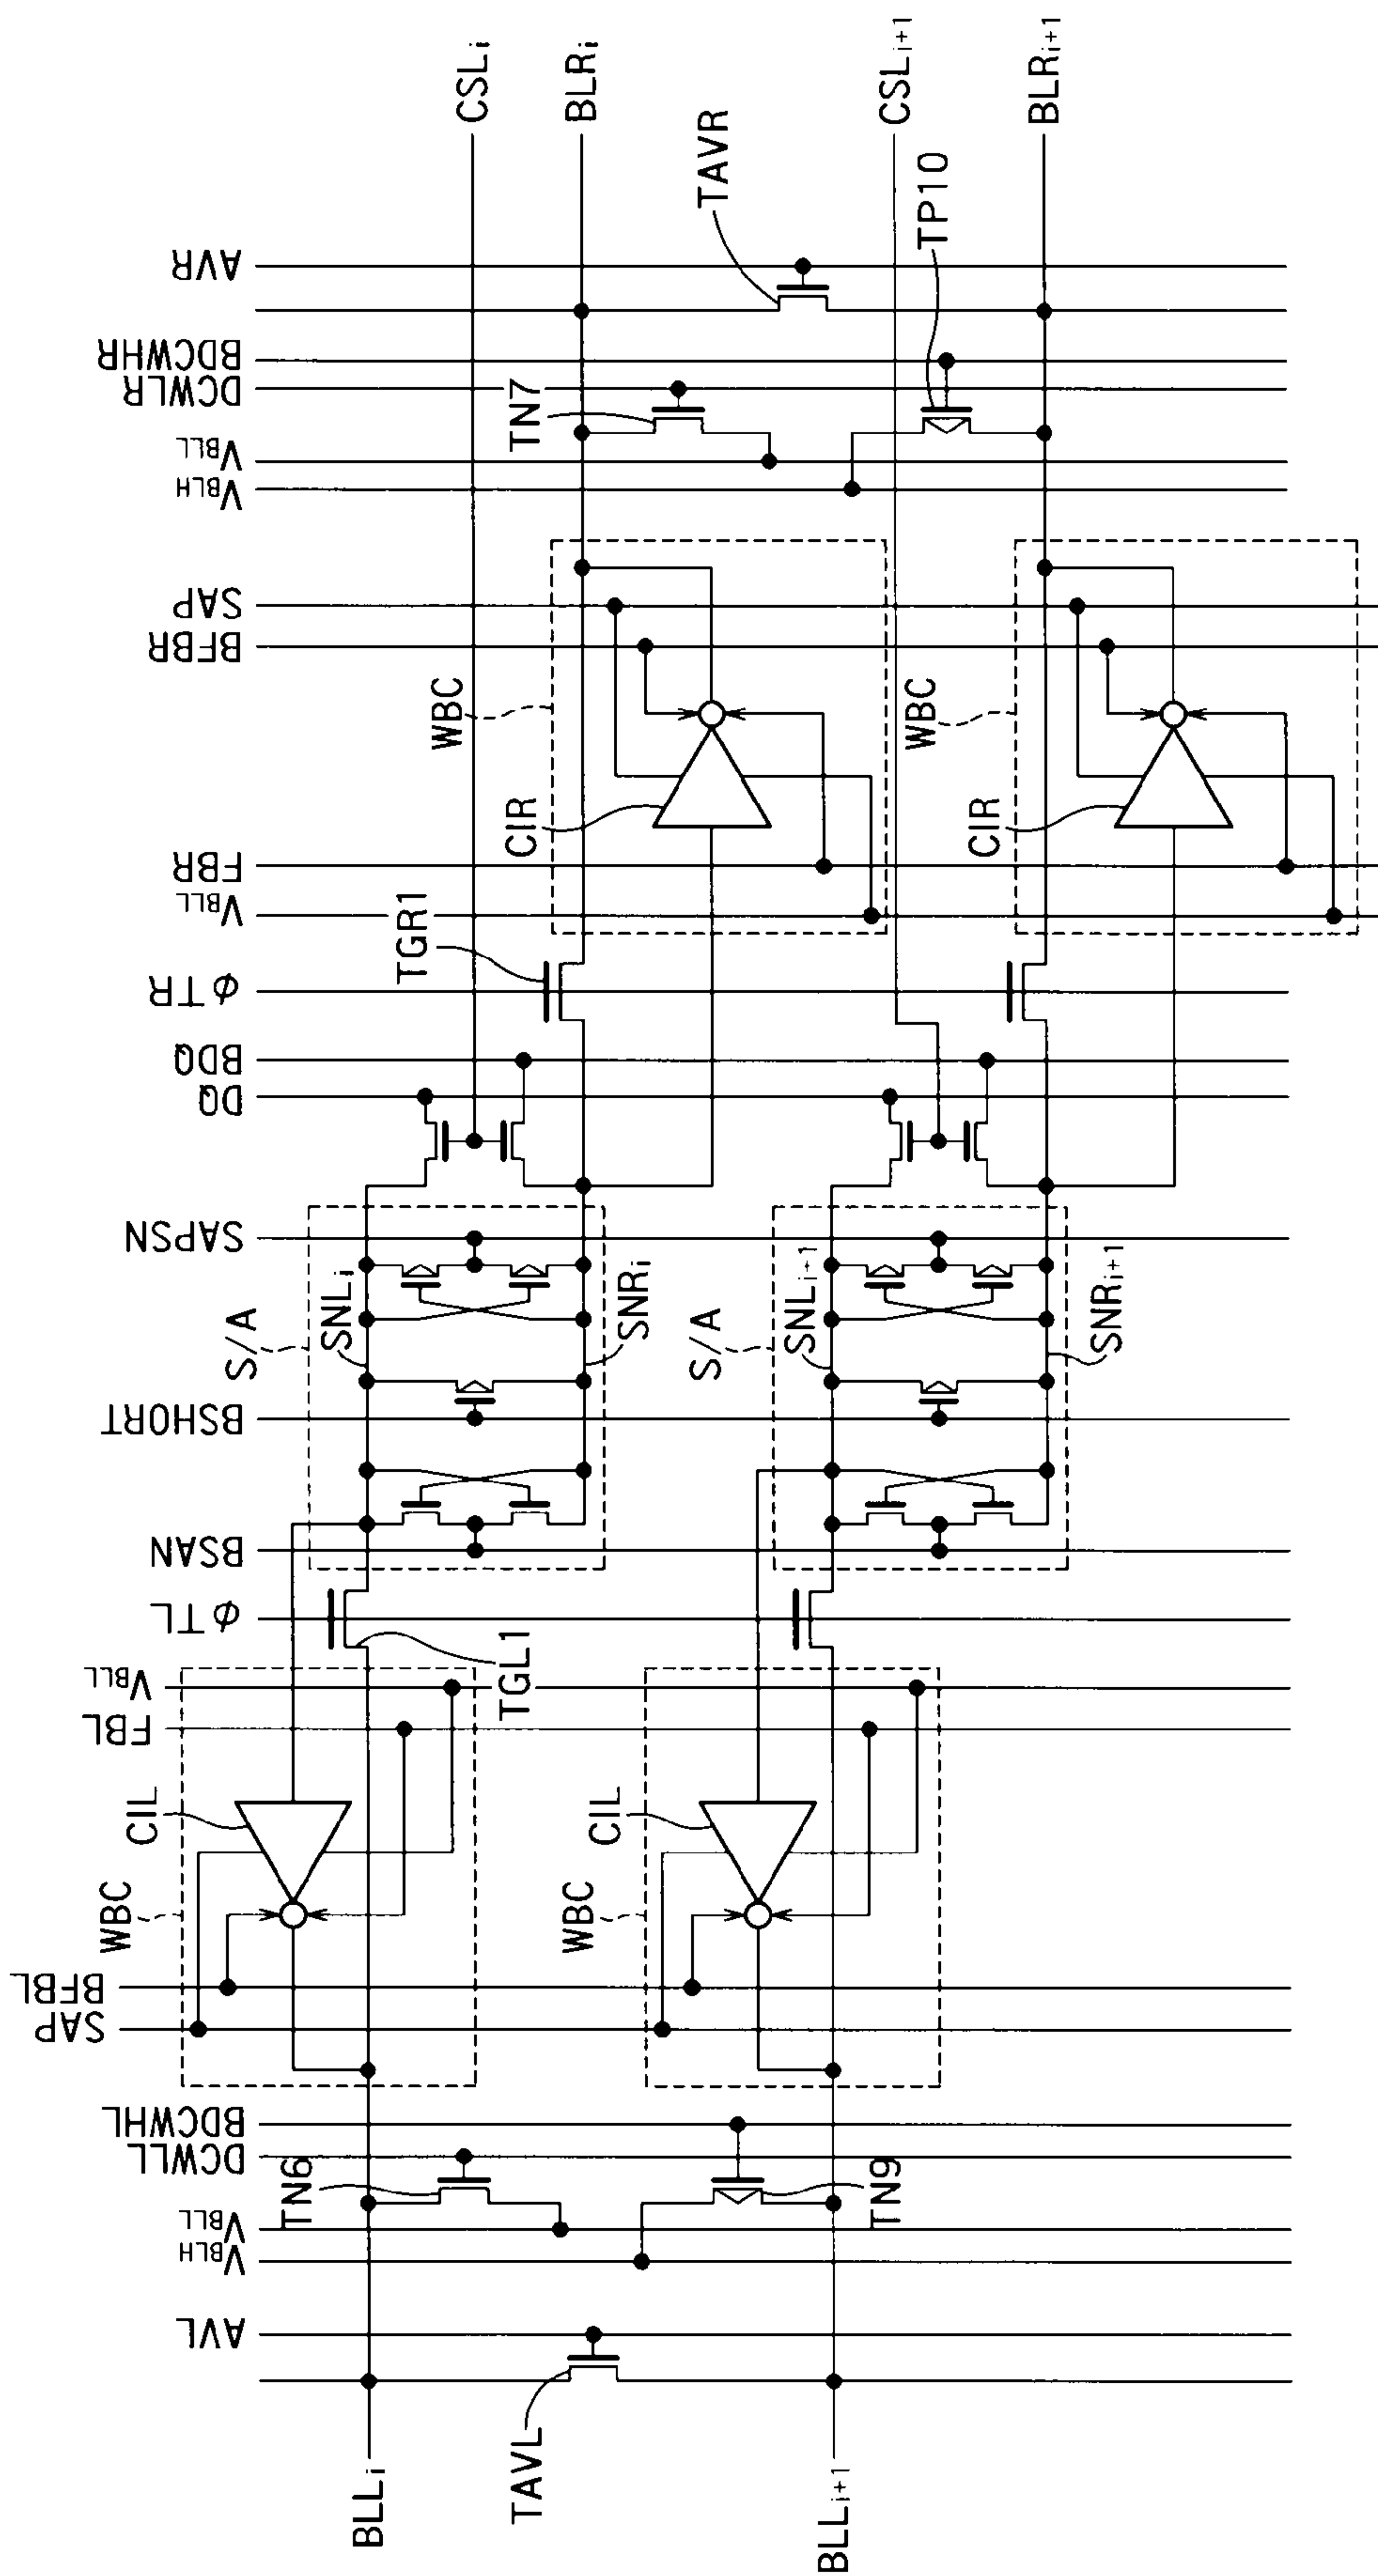 CSLi
BLRi
CSLi+1
BLRi+1
TAVR
TP10
AVR
BDCWHR
DCWLR
TN7
VBLL
VBLH
SAP
BFBR
WBC
WBC
CIR
CIR
FBR
VBLL
TGR1
φTR
BDQ
DQ
SAPSN
S/A
SNLi
SNRi
S/A
SNLi+1
SNRi+1
BSHORT
BSAN
φTL
TGL1
VBLL
FBL
CIL
CIL
WBC
WBC
BFBL
SAP
BDCWHL
DCWLL
TN6
TN9
VBLL
VBLH
AVL
TAVL
BLLi
BLLi+1